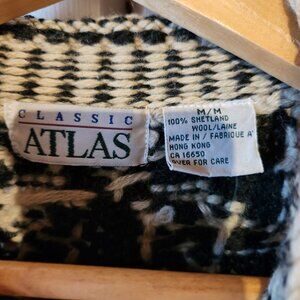 CLASSIC
ATLAS
M/M
100% SHETLAND
WOOL/LAINE
MADE IN / FABRIQUE A'
HONG KONG
CA 16650
OVER FOR CARE